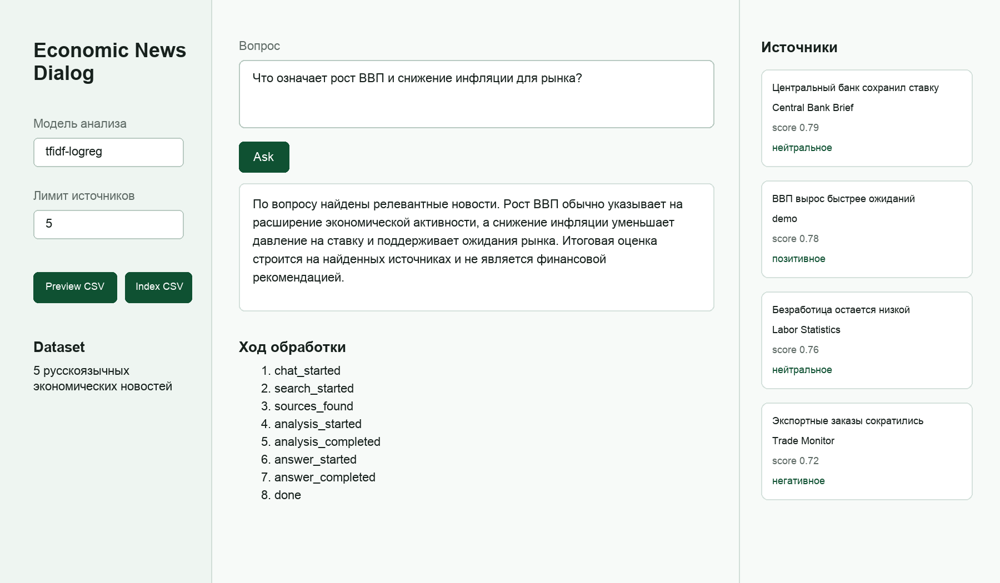 Economic News
Dialog
Модель анализа
tfidf-logreg
Лимит источников
5
Preview CSV
Index CSV
Dataset
5 русскоязычных
экономических новостей
Вопрос
Что означает рост ВВП и снижение инфляции для рынка?
Ask
По вопросу найдены релевантные новости. Рост ВВП обычно указывает на
расширение экономической активности, а снижение инфляции уменьшает
давление на ставку и поддерживает ожидания рынка. Итоговая оценка
строится на найденных источниках и не является финансовой
рекомендацией.
Ход обработки
1. chat_started
2. search_started
3. sources_found
4. analysis_started
5. analysis_completed
6. answer_started
7. answer_completed
8. done
Источники
Центральный банк сохранил ставку
Central Bank Brief
score 0.79
нейтральное
ВВП вырос быстрее ожиданий
demo
score 0.78
позитивное
Безработица остается низкой
Labor Statistics
score 0.76
нейтральное
Экспортные заказы сократились
Trade Monitor
score 0.72
негативное